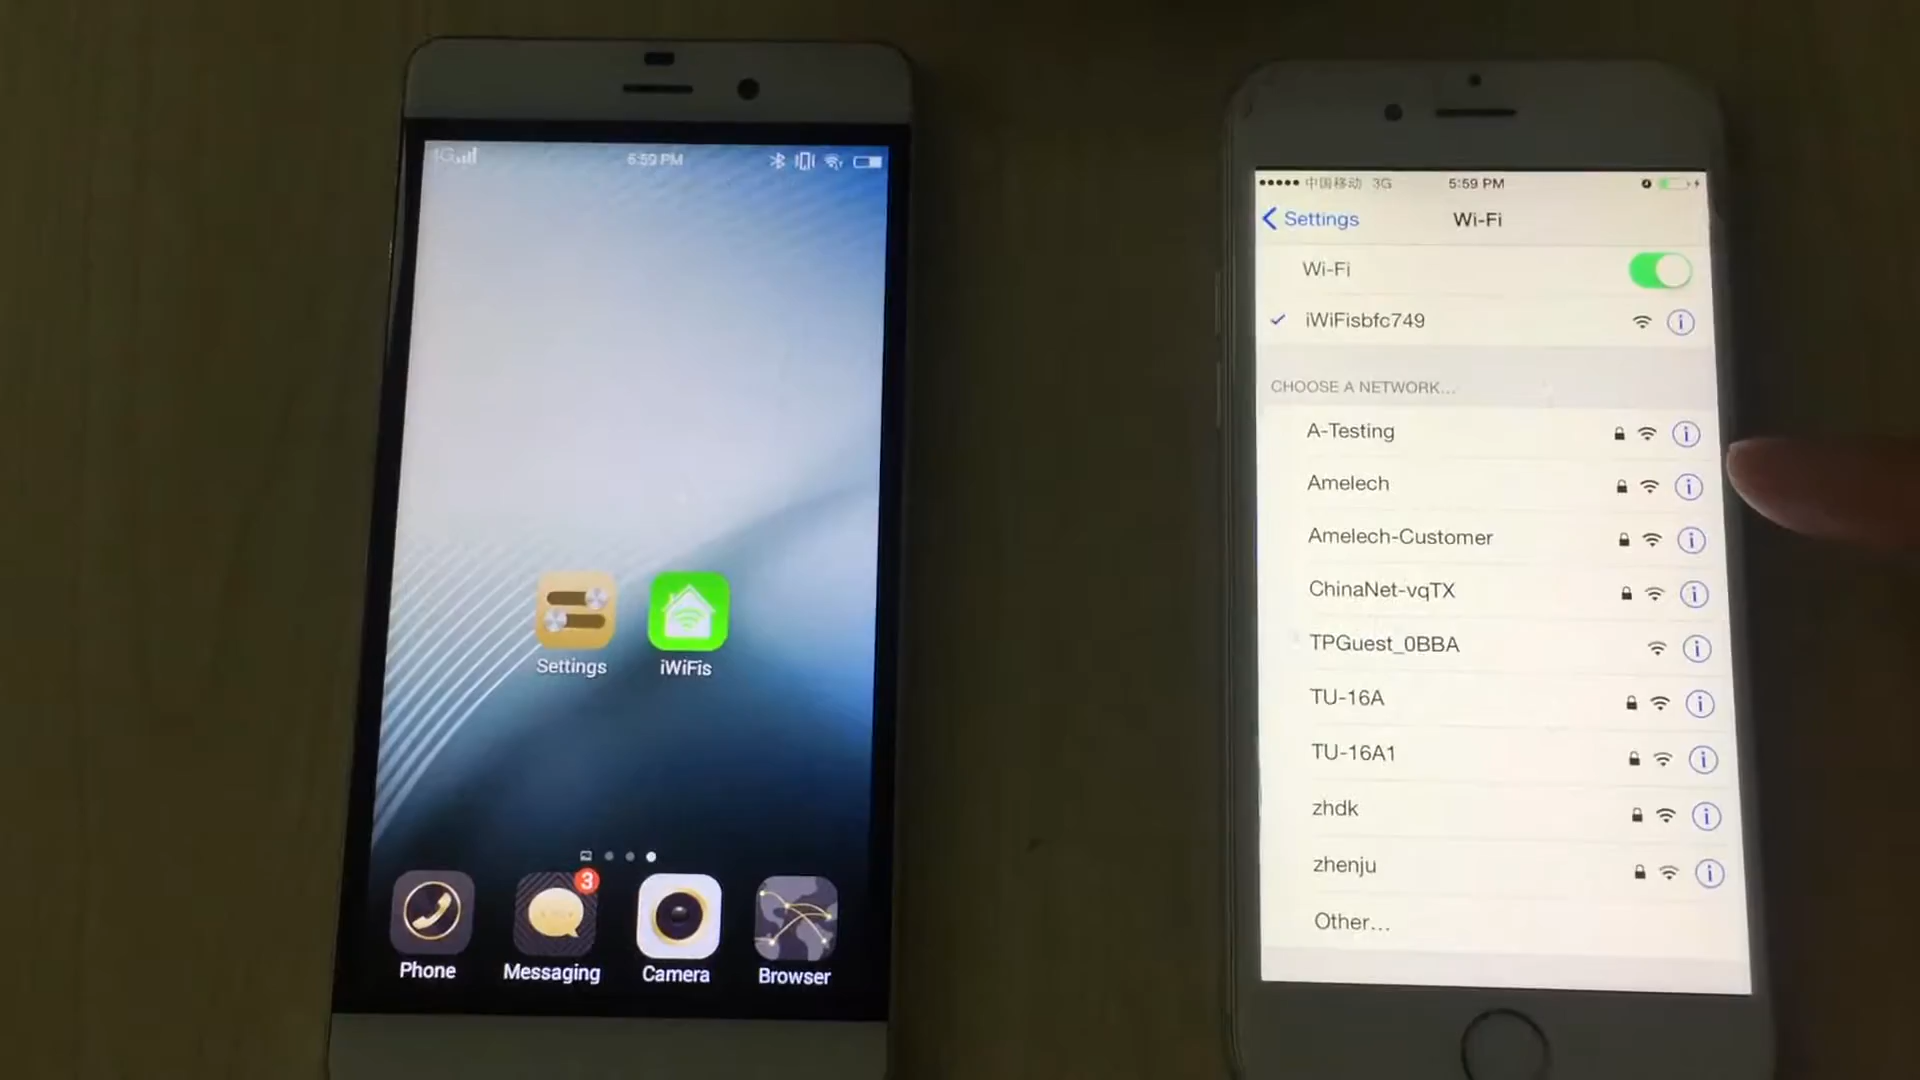 4G
6:59 PM
Settings
iWiFis
3
Phone
Messaging
Camera
Browser
中国移动 3G
5:59 PM
Settings
Wi-Fi
Wi-Fi
iWiFisbfc749
CHOOSE A NETWORK...
A-Testing
Amelech
Amelech-Customer
ChinaNet-vqTX
TPGuest_0BBA
TU-16A
TU-16A1
zhdk
zhenju
Other...